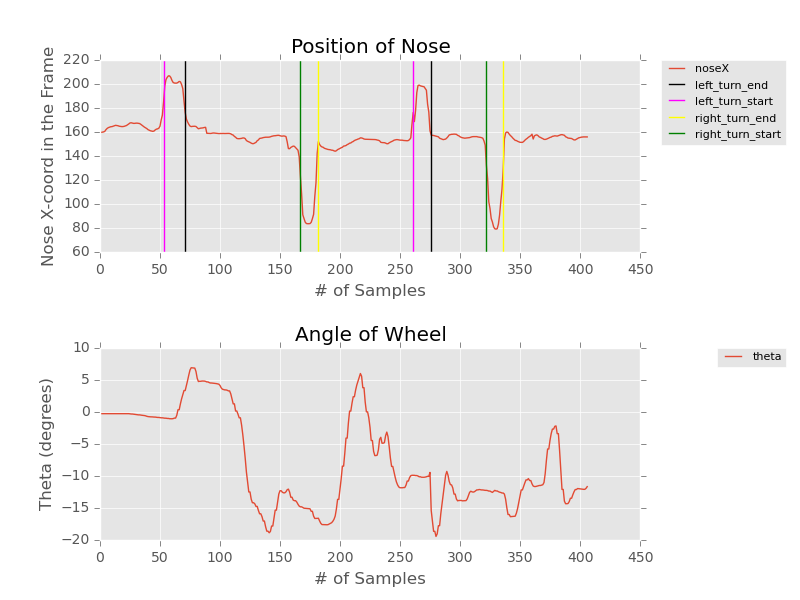 Position of Nose
Nose X-coord in the Frame
220
200
180
160
140
120
100
80
60
0 50 100 150 200 250 300 350 400 450
# of Samples
noseX
left_turn_end
left_turn_start
right_turn_end
right_turn_start
Angle of Wheel
Theta (degrees)
10
5
0
−5
−10
−15
−20
0 50 100 150 200 250 300 350 400 450
# of Samples
theta